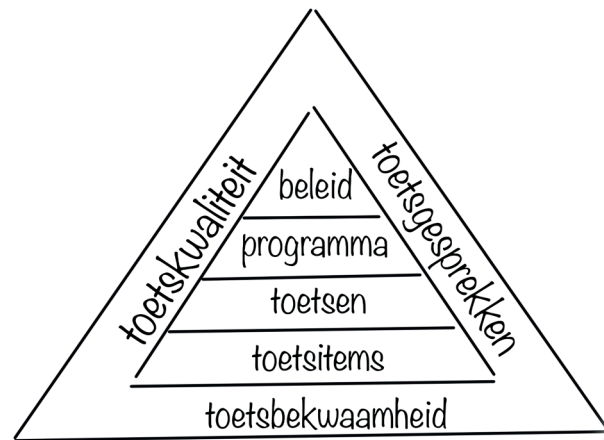 toetskwaliteit
toetsgesprekken
beleid
programma
toetsen
toetsitems
toetsbekwaamheid